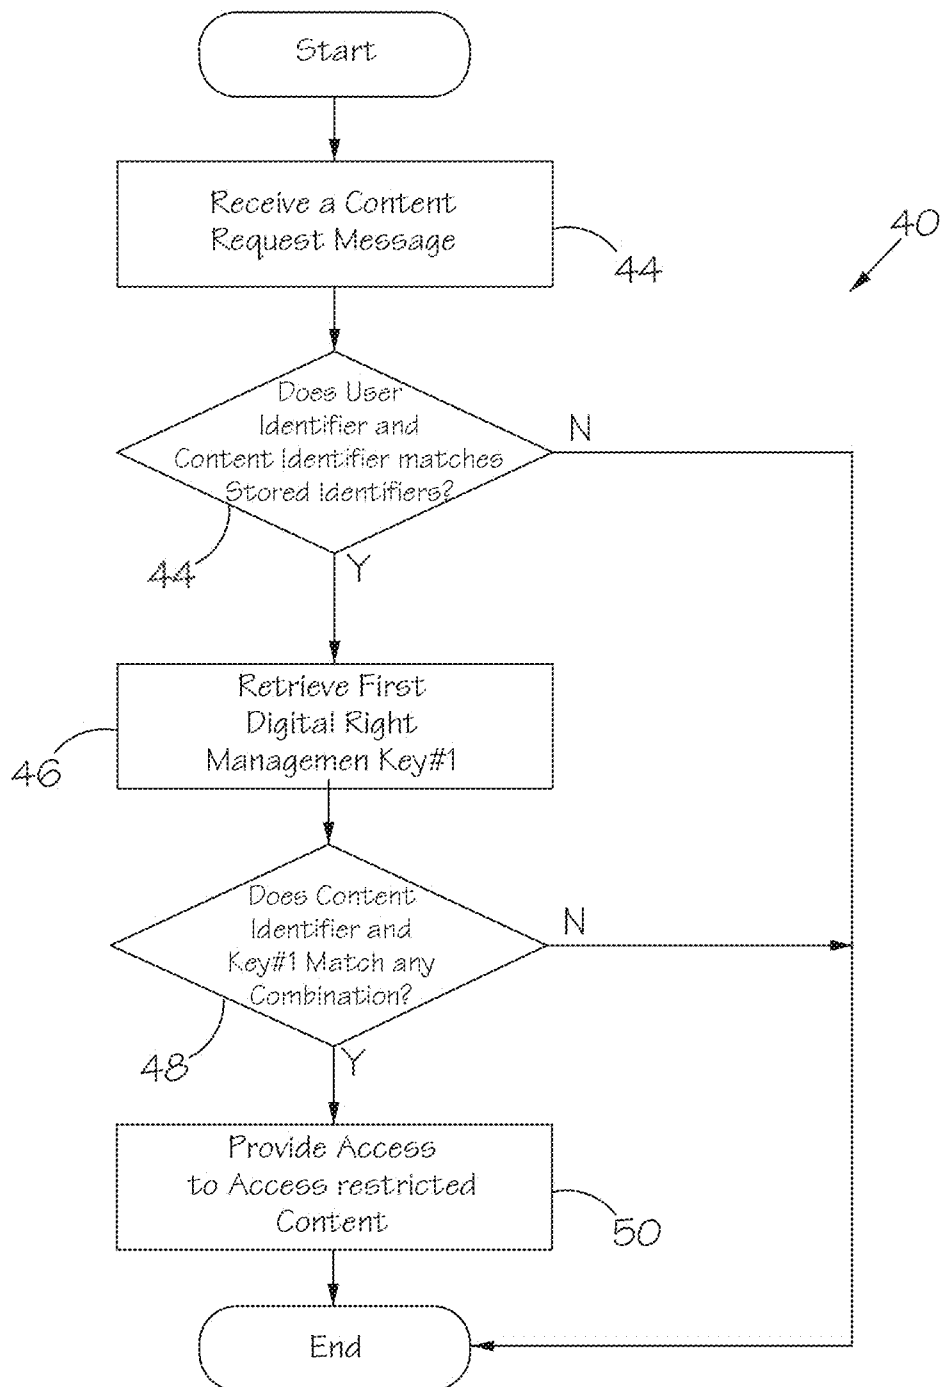 Start
Receive a Content
Request Message
44
40
Does User
Identifier and
Content Identifier matches
Stored Identifiers?
N
44
Y
Retrieve First
Digital Right
Managemen Key#1
46
Does Content
Identifier and
Key#1 Match any
Combination?
N
48
Y
Provide Access
to Access restricted
Content
50
End